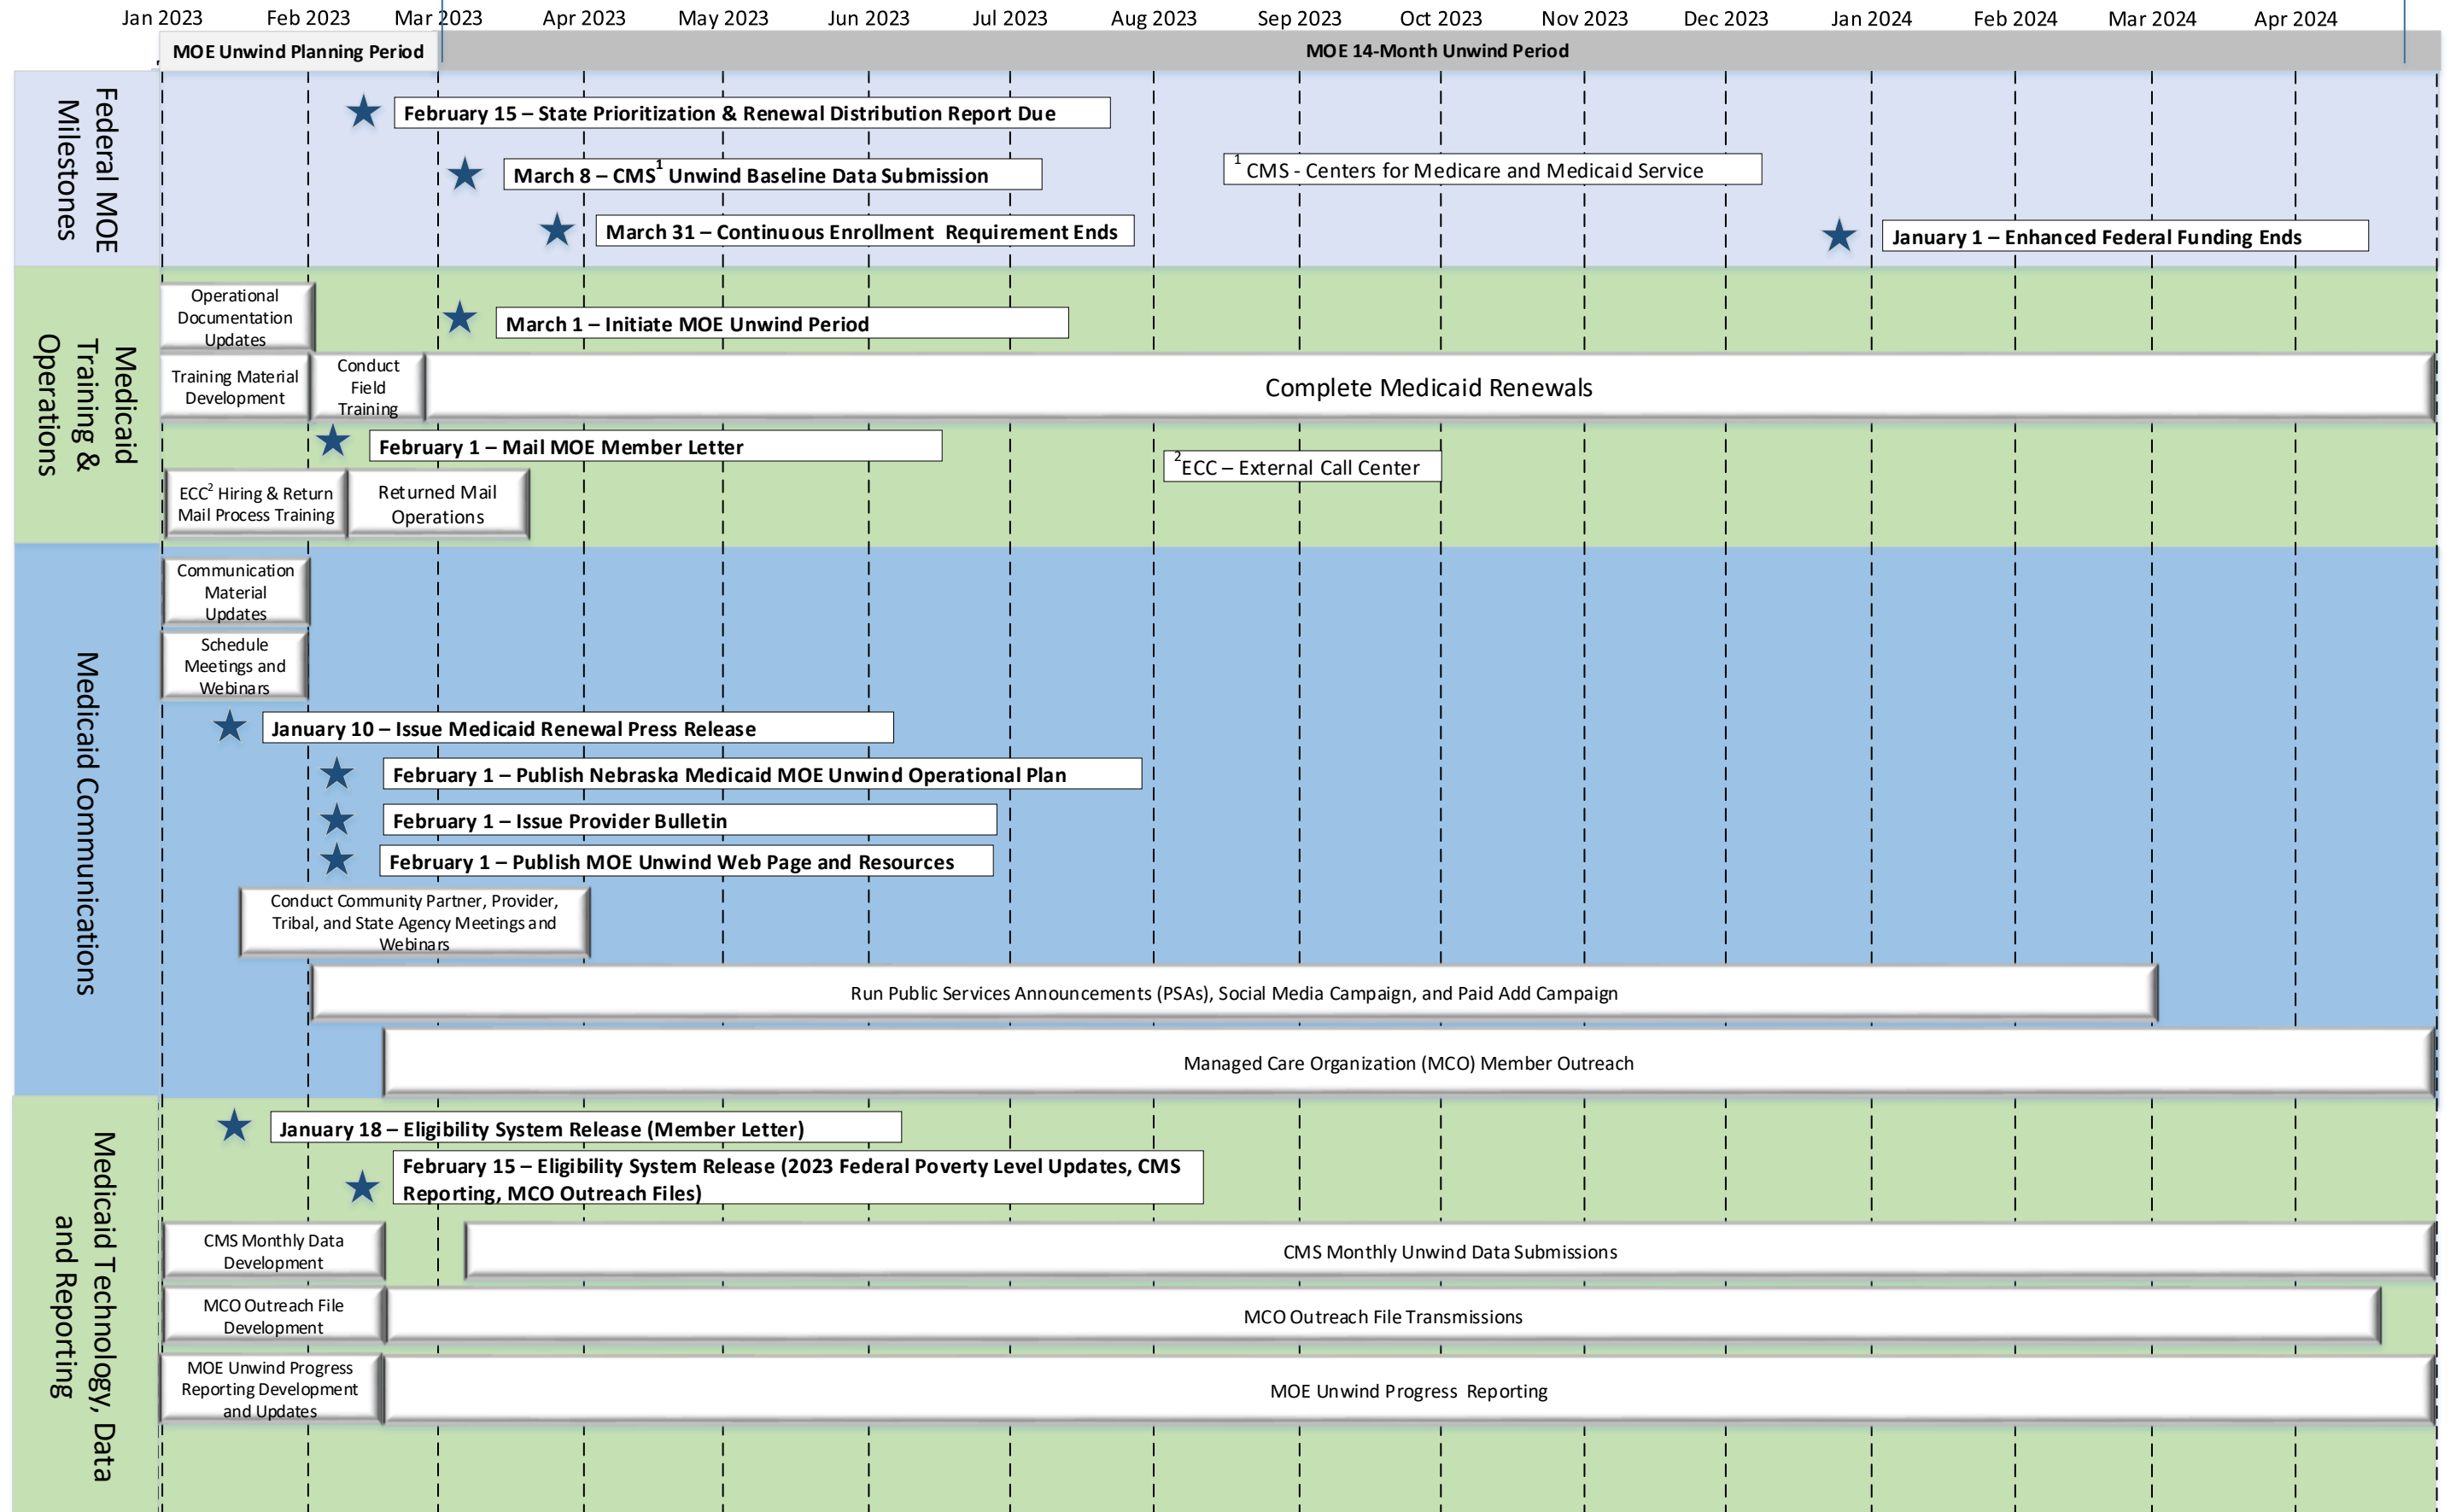 Jan 2023 Feb 2023 Mar 2023 Apr 2023 May 2023 Jun 2023 Jul 2023 Aug 2023 Sep 2023 Oct 2023 Nov 2023 Dec 2023 Jan 2024 Feb 2024 Mar 2024 Apr 2024
MOE Unwind Planning Period
MOE 14-Month Unwind Period
Federal MOE
Milestones
February 15 – State Prioritization & Renewal Distribution Report Due
March 8 – CMS1 Unwind Baseline Data Submission
1 CMS - Centers for Medicare and Medicaid Service
March 31 – Continuous Enrollment Requirement Ends
January 1 – Enhanced Federal Funding Ends
Medicaid
Training &
Operations
Operational
Documentation
Updates
March 1 – Initiate MOE Unwind Period
Training Material
Development
Conduct
Field
Training
Complete Medicaid Renewals
February 1 – Mail MOE Member Letter
2ECC – External Call Center
ECC2 Hiring & Return
Mail Process Training
Returned Mail
Operations
Medicaid Communications
Communication
Material
Updates
Schedule
Meetings and
Webinars
January 10 – Issue Medicaid Renewal Press Release
February 1 – Publish Nebraska Medicaid MOE Unwind Operational Plan
February 1 – Issue Provider Bulletin
February 1 – Publish MOE Unwind Web Page and Resources
Conduct Community Partner, Provider,
Tribal, and State Agency Meetings and
Webinars
Run Public Services Announcements (PSAs), Social Media Campaign, and Paid Add Campaign
Managed Care Organization (MCO) Member Outreach
Medicaid Technology, Data
and Reporting
January 18 – Eligibility System Release (Member Letter)
February 15 – Eligibility System Release (2023 Federal Poverty Level Updates, CMS
Reporting, MCO Outreach Files)
CMS Monthly Data
Development
CMS Monthly Unwind Data Submissions
MCO Outreach File
Development
MCO Outreach File Transmissions
MOE Unwind Progress
Reporting Development
and Updates
MOE Unwind Progress Reporting